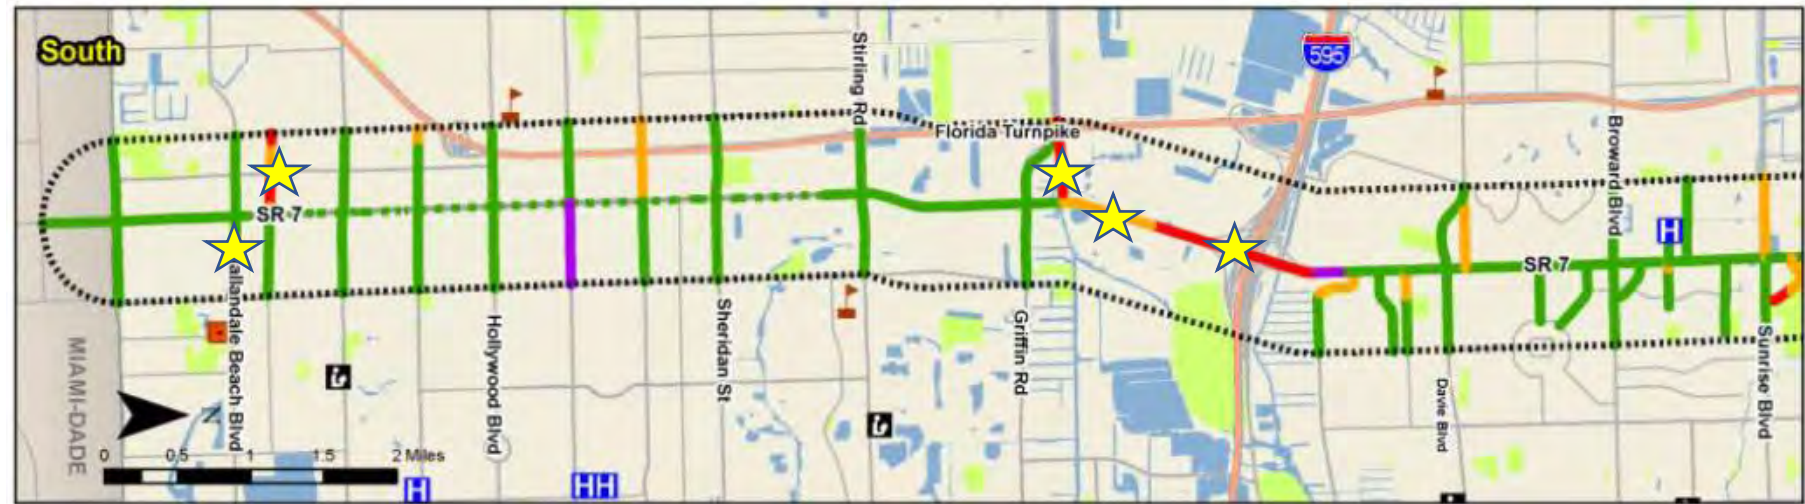 South
595
Stirling Rd
Florida Turnpike
Broward Blvd
H
SR 7
SR 7
allandale Beach Blvd
Hollywood Blvd
Sheridan St
Griffin Rd
Davie Blvd
Sunrise Blvd
MIAMI-DADE
N
0 0.5 1 1.5 2 Miles
H
HH